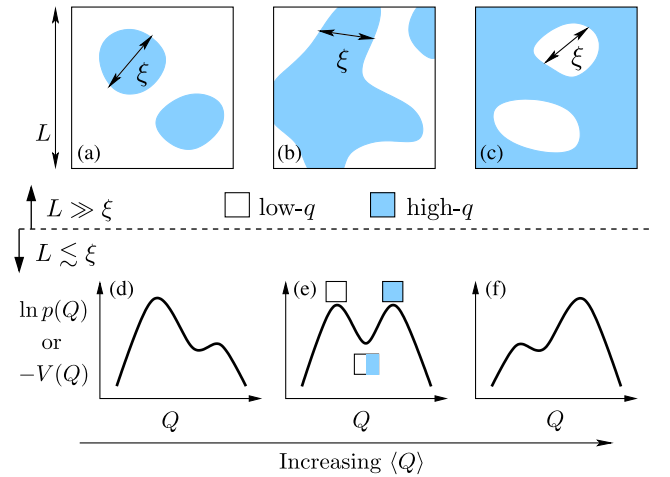 ξ
ξ
ξ
L
(a)
(b)
(c)
L ≫ ξ
low-q
high-q
L ≲ ξ
(d)
(e)
(f)
ln p(Q)
or
−V(Q)
Q
Q
Q
Increasing ⟨Q⟩